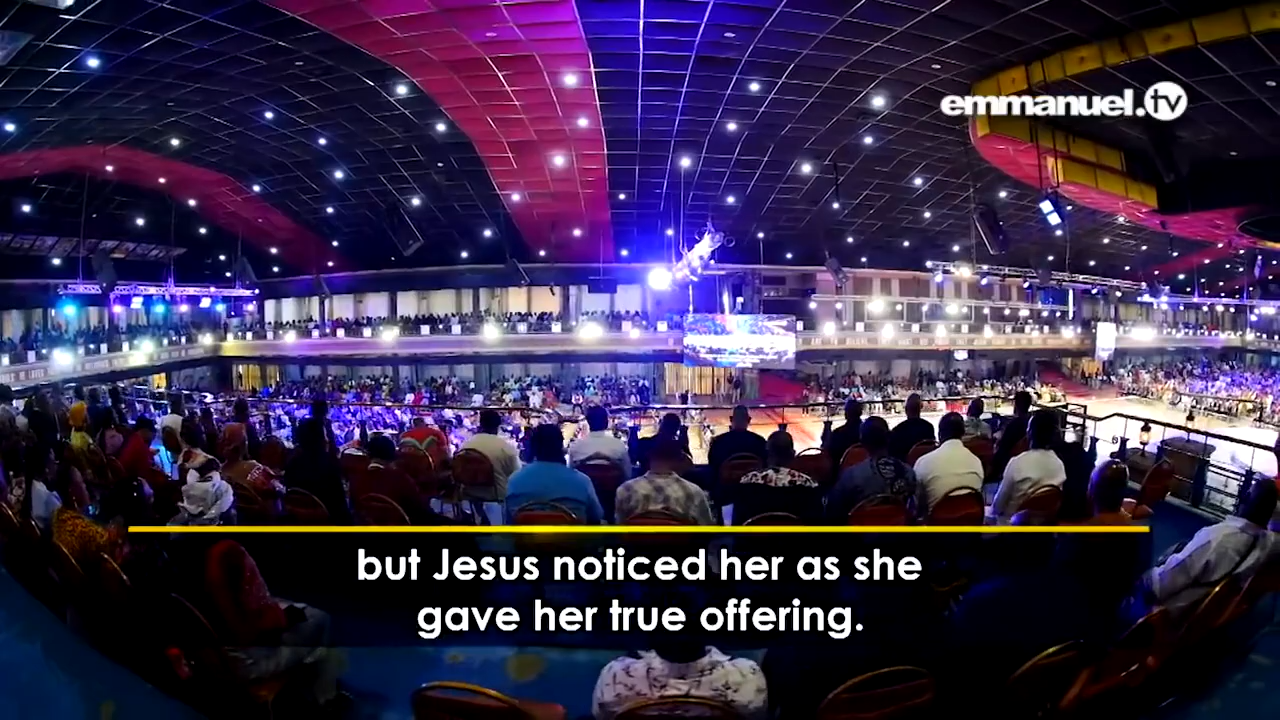 emmanuel.tv
but Jesus noticed her as she
gave her true offering.